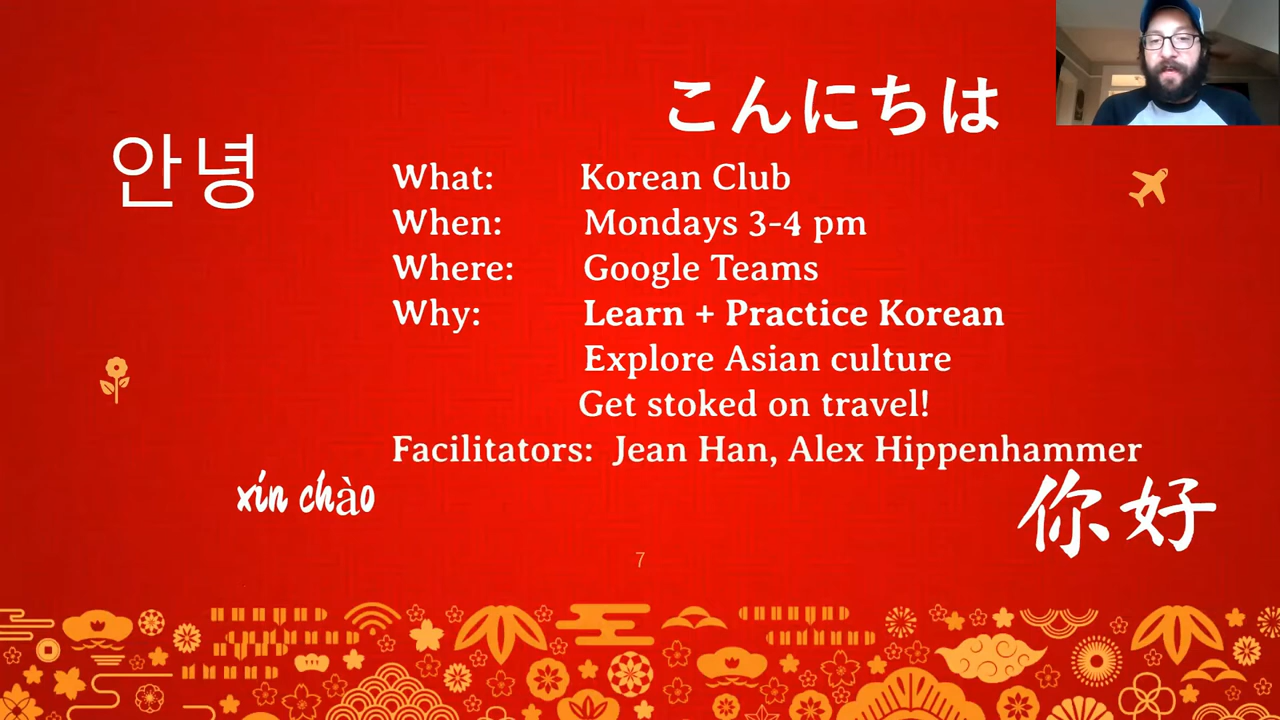 こんにちは
안녕
What: Korean Club
When: Mondays 3-4 pm
Where: Google Teams
Why: Learn + Practice Korean
Explore Asian culture
Get stoked on travel!
Facilitators: Jean Han, Alex Hippenhammer
xin chào
你好
7